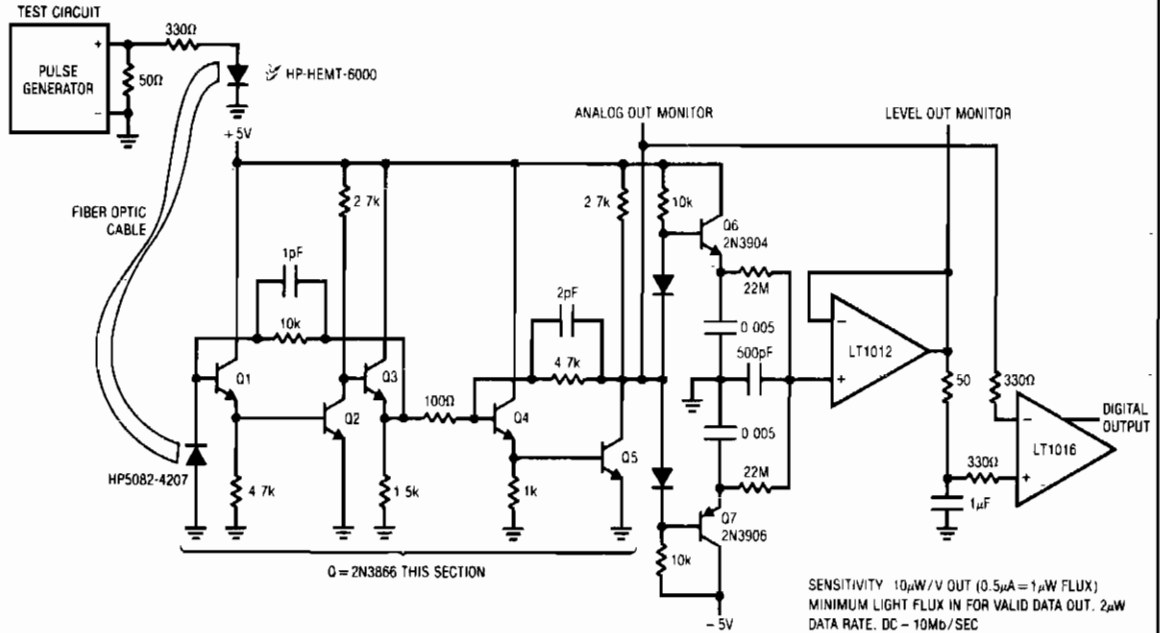 TEST CIRCUIT
PULSE
GENERATOR
+
−
50Ω
330Ω
HP-HEMT-6000
+5V
FIBER OPTIC
CABLE
HP5082-4207
1pF
10k
Q1
4 7k
2 7k
Q2
Q3
1 5k
100Ω
2pF
4 7k
Q4
1k
Q5
2 7k
Q=2N3866 THIS SECTION
ANALOG OUT MONITOR
10k
Q6
2N3904
22M
0 005
500pF
0 005
22M
Q7
2N3906
10k
−5V
LEVEL OUT MONITOR
−
+
LT1012
50
330Ω
330Ω
1μF
−
+
LT1016
DIGITAL
OUTPUT
SENSITIVITY 10μW/V OUT (0.5μA=1μW FLUX)
MINIMUM LIGHT FLUX IN FOR VALID DATA OUT. 2μW
DATA RATE. DC − 10Mb/SEC